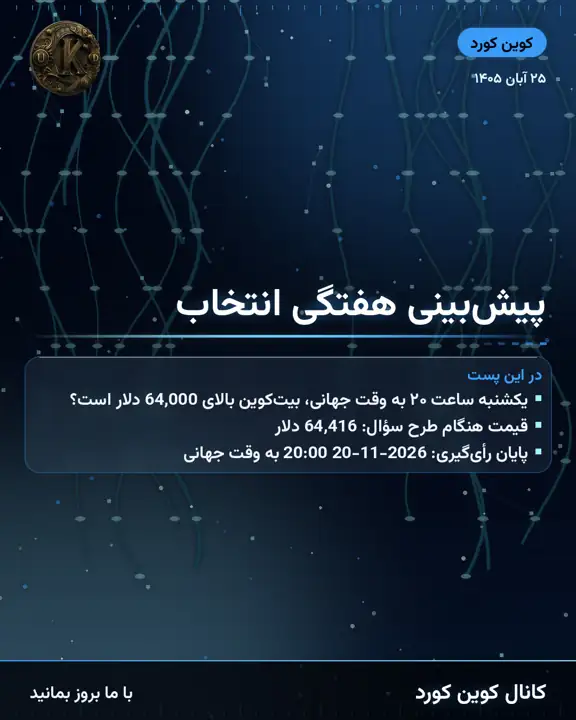 کوین کورد
۲۵ آبان ۱۴۰۵
پیش‌بینی هفتگی انتخاب
در این پست
یکشنبه ساعت ۲۰ به وقت جهانی، بیت‌کوین بالای 64,000 دلار است؟
قیمت هنگام طرح سؤال: 64,416 دلار
پایان رأی‌گیری: 2026-11-20 20:00 به وقت جهانی
کانال کوین کورد
با ما بروز بمانید